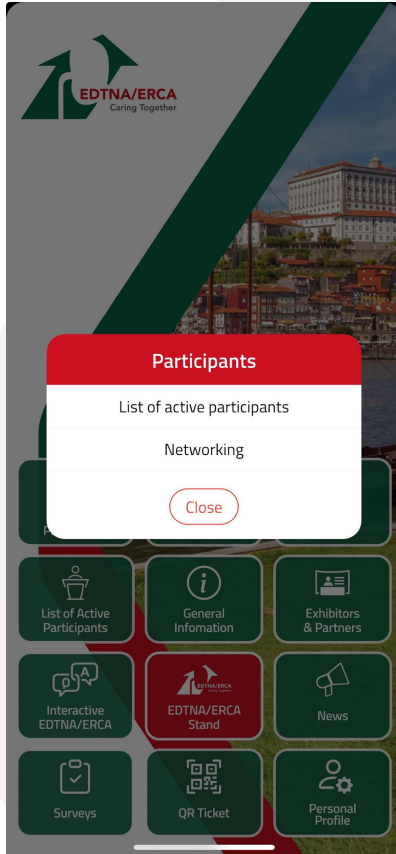 EDTNA/ERCA
Caring Together
Participants
List of active participants
Networking
Close
List of Active
Participants
General
Infomation
Exhibitors
& Partners
Interactive
EDTNA/ERCA
EDTNA/ERCA
EDTNA/ERCA
Stand
News
Surveys
QR Ticket
Personal
Profile